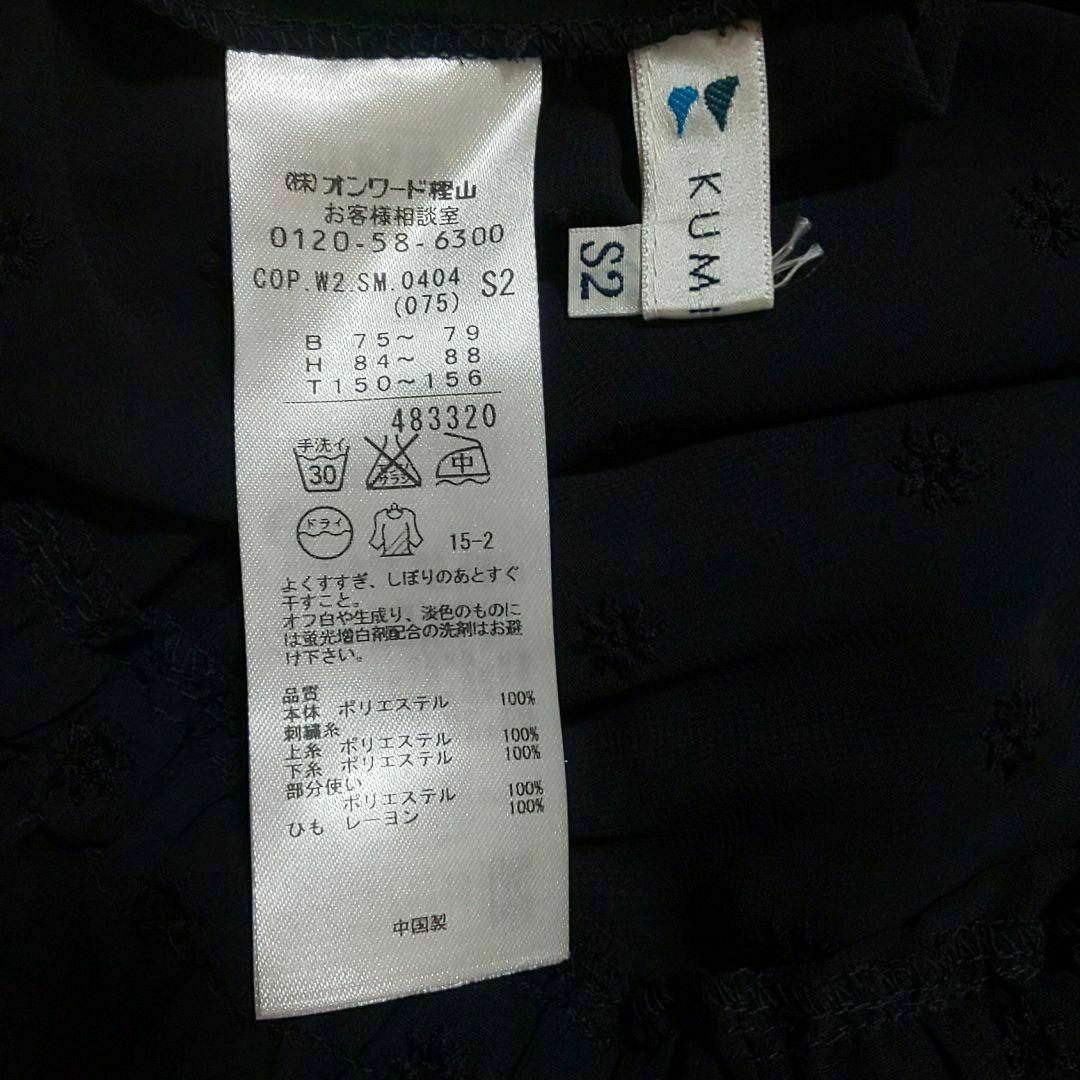 (株)オンワード樫山
お客様相談室
0120-58-6300
COP.W2.SM.0404 S2
(075)
B 75~ 79
H 84~ 88
T150~156
483320
手洗イ
30
エンソ
サラシ
中
ドライ
15-2
よくすすぎ、しぼりのあとすぐ
干すこと。
オフ白や生成り、淡色のものに
は蛍光増白剤配合の洗剤はお避
け下さい。
品質
本体 ポリエステル 100%
刺繍糸
上糸 ポリエステル 100%
下糸 ポリエステル 100%
部分使い
ポリエステル 100%
ひも レーヨン 100%
中国製
KUMI
S2